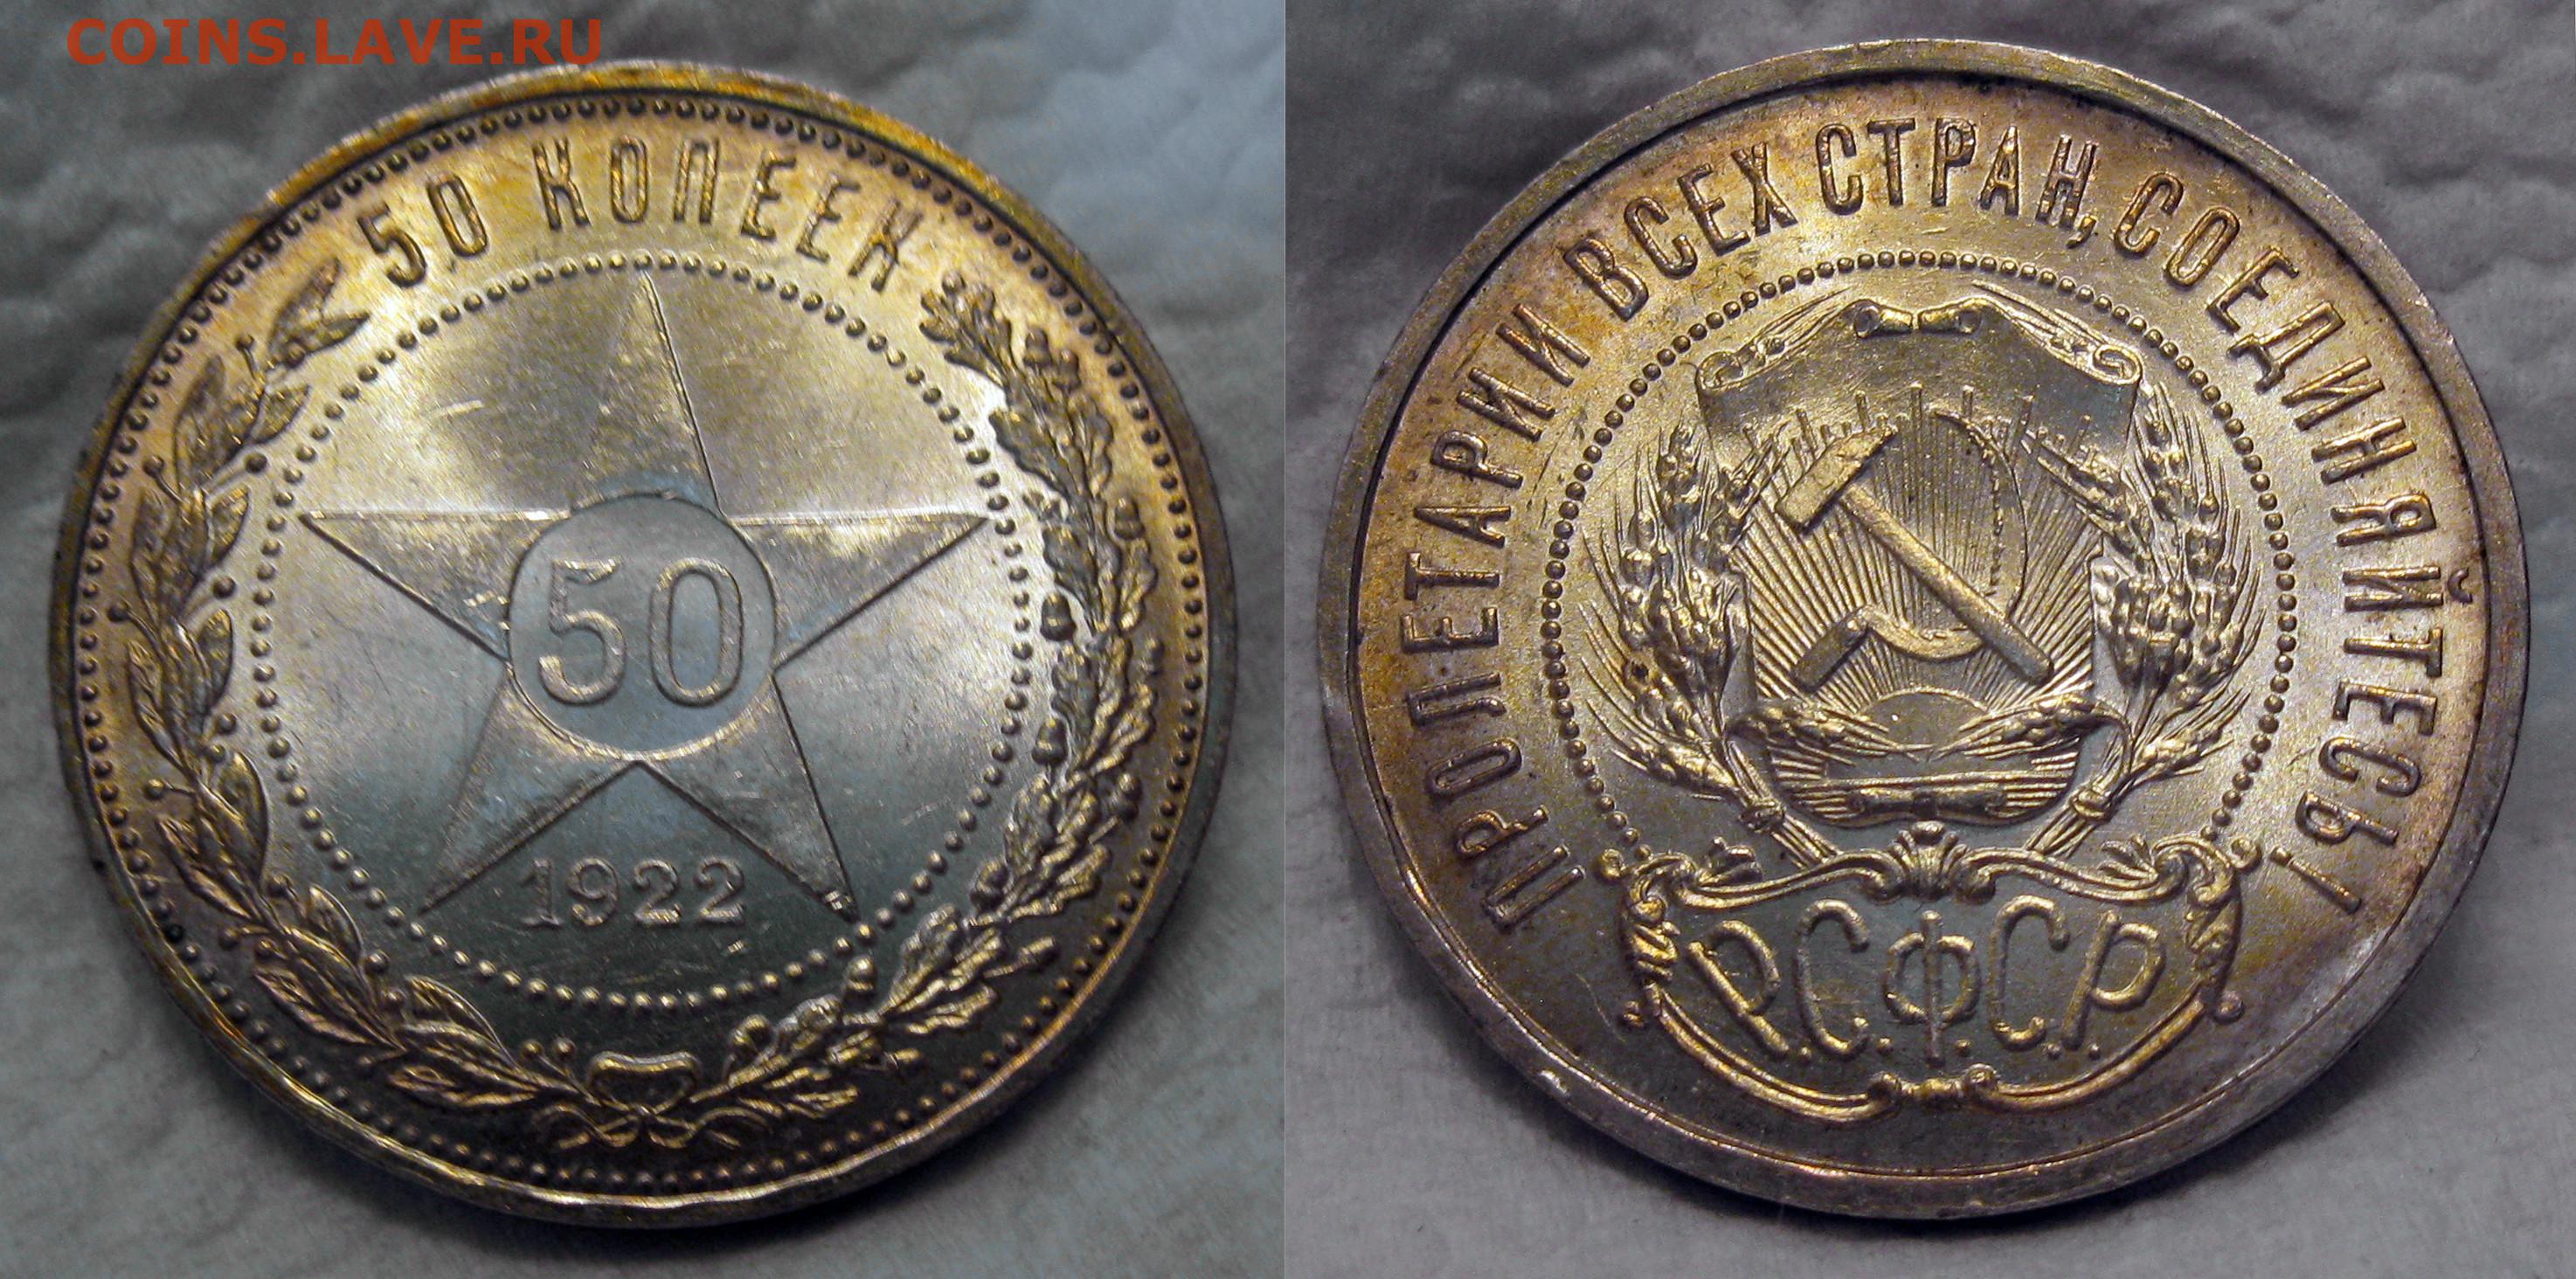 COINS.LAVE.RU
50 КОПЕЕК
50
1922
ПРОЛЕТАРИИ ВСЕХ СТРАН, СОЕДИНЯЙТЕСЬ!
Р.С.Ф.С.Р.